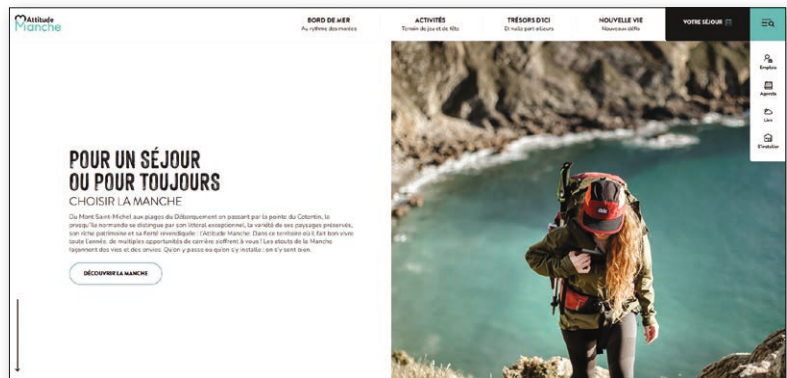 Attitude
Manche
BORD DE MER
Au rythme des marées
ACTIVITÉS
Terrain de jeu et de fête
TRÉSORS D'ICI
Et nulle part ailleurs
NOUVELLE VIE
Nouveaux défis
VOTRE SÉJOUR
Emplois
Agenda
Live
S'installer
POUR UN SÉJOUR
OU POUR TOUJOURS
CHOISIR LA MANCHE
Du Mont Saint-Michel aux plages du Débarquement en passant par la pointe du Cotentin, la
presqu'île normande se distingue par son littoral exceptionnel, la variété de ses paysages préservés,
son riche patrimoine et sa fierté revendiquée : l'Attitude Manche. Dans ce territoire où il fait bon vivre
toute l'année, de multiples opportunités de carrière s'offrent à vous ! Les atouts de la Manche
façonnent des vies et des envies. Qu'on y passe ou qu'on s'y installe : on s'y sent bien.
DÉCOUVRIR LA MANCHE